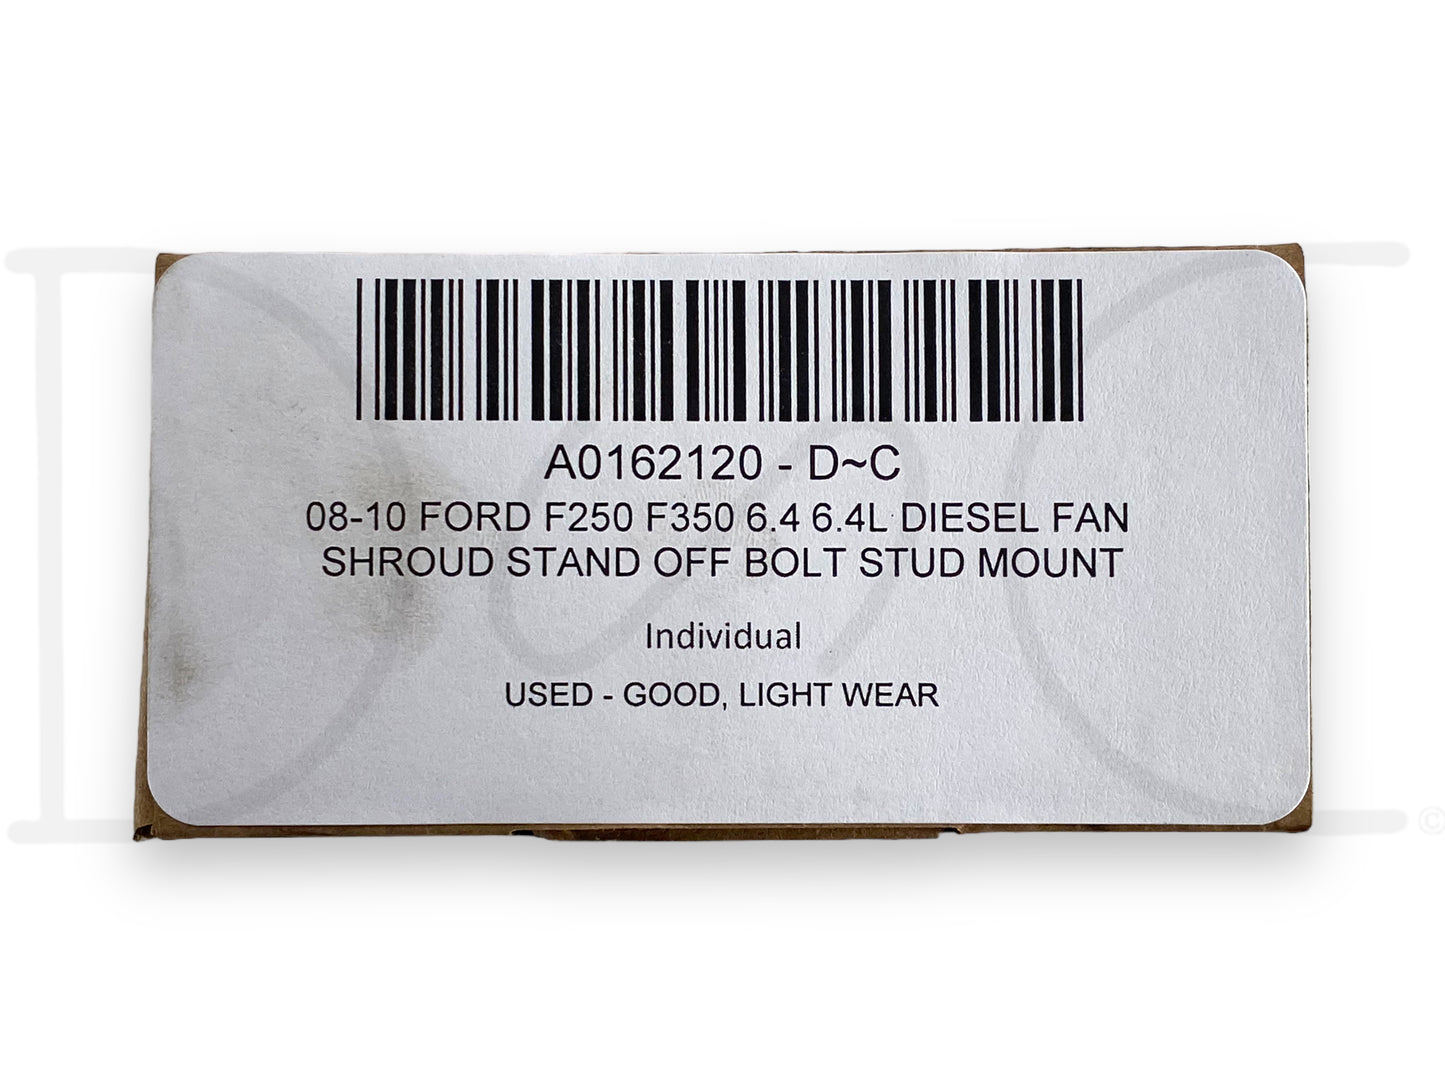 A0162120 - D~C
08-10 FORD F250 F350 6.4 6.4L DIESEL FAN
SHROUD STAND OFF BOLT STUD MOUNT
Individual
USED - GOOD, LIGHT WEAR
©